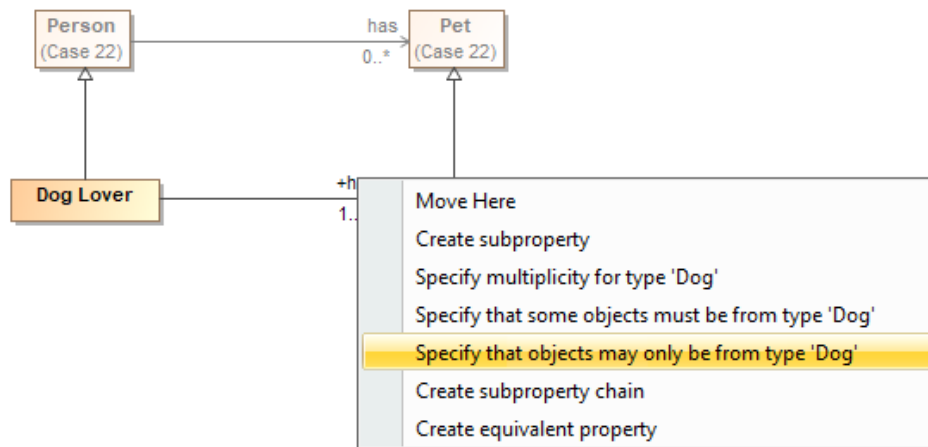 Person
(Case 22)
has
0..*
Pet
(Case 22)
Dog Lover
+h
1..
Move Here
Create subproperty
Specify multiplicity for type 'Dog'
Specify that some objects must be from type 'Dog'
Specify that objects may only be from type 'Dog'
Create subproperty chain
Create equivalent property